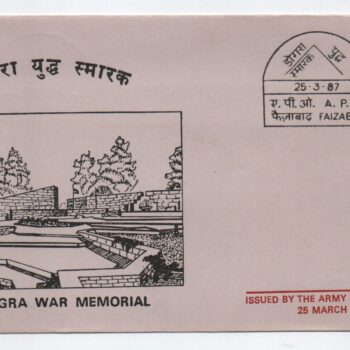 रा युद्ध स्मारक
डोगरा युद्ध
स्मारक
25-3-87
ए.पी.ओ. A. P.
फैज़ाबाद FAIZAB
GRA WAR MEMORIAL
ISSUED BY THE ARMY
25 MARCH